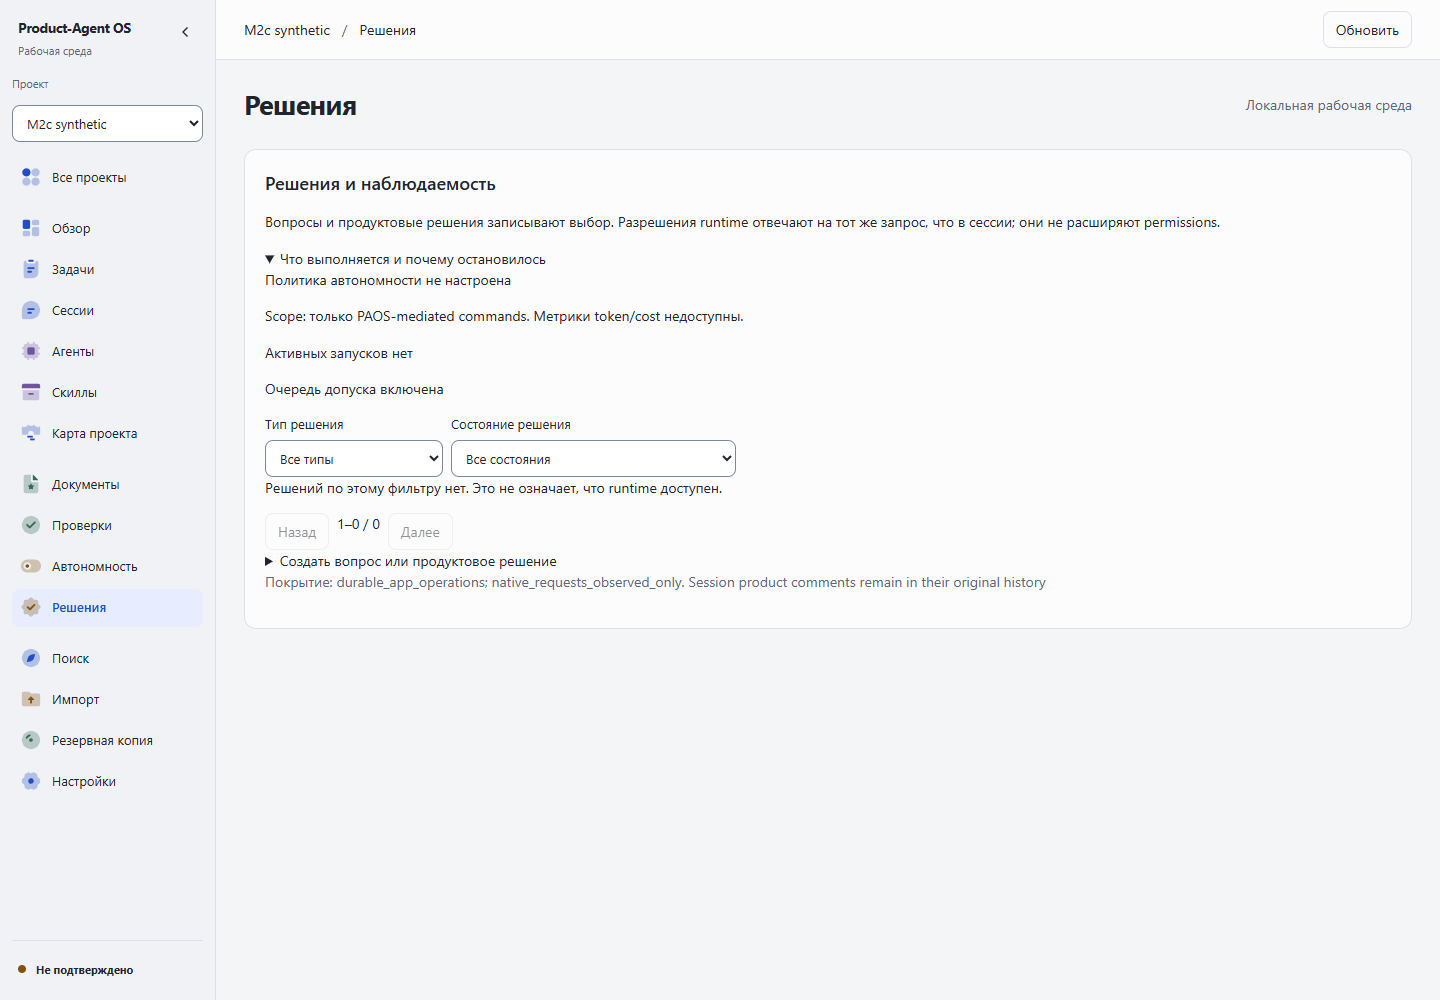 Product-Agent OS
Рабочая среда
Проект
M2c synthetic
Все проекты
Обзор
Задачи
Сессии
Агенты
Скиллы
Карта проекта
Документы
Проверки
Автономность
Решения
Поиск
Импорт
Резервная копия
Настройки
Не подтверждено
M2c synthetic / Решения
Обновить
Решения
Локальная рабочая среда
Решения и наблюдаемость
Вопросы и продуктовые решения записывают выбор. Разрешения runtime отвечают на тот же запрос, что в сессии; они не расширяют permissions.
Что выполняется и почему остановилось
Политика автономности не настроена
Scope: только PAOS-mediated commands. Метрики token/cost недоступны.
Активных запусков нет
Очередь допуска включена
Тип решения Состояние решения
Все типы Все состояния
Решений по этому фильтру нет. Это не означает, что runtime доступен.
Назад 1–0 / 0 Далее
Создать вопрос или продуктовое решение
Покрытие: durable_app_operations; native_requests_observed_only. Session product comments remain in their original history